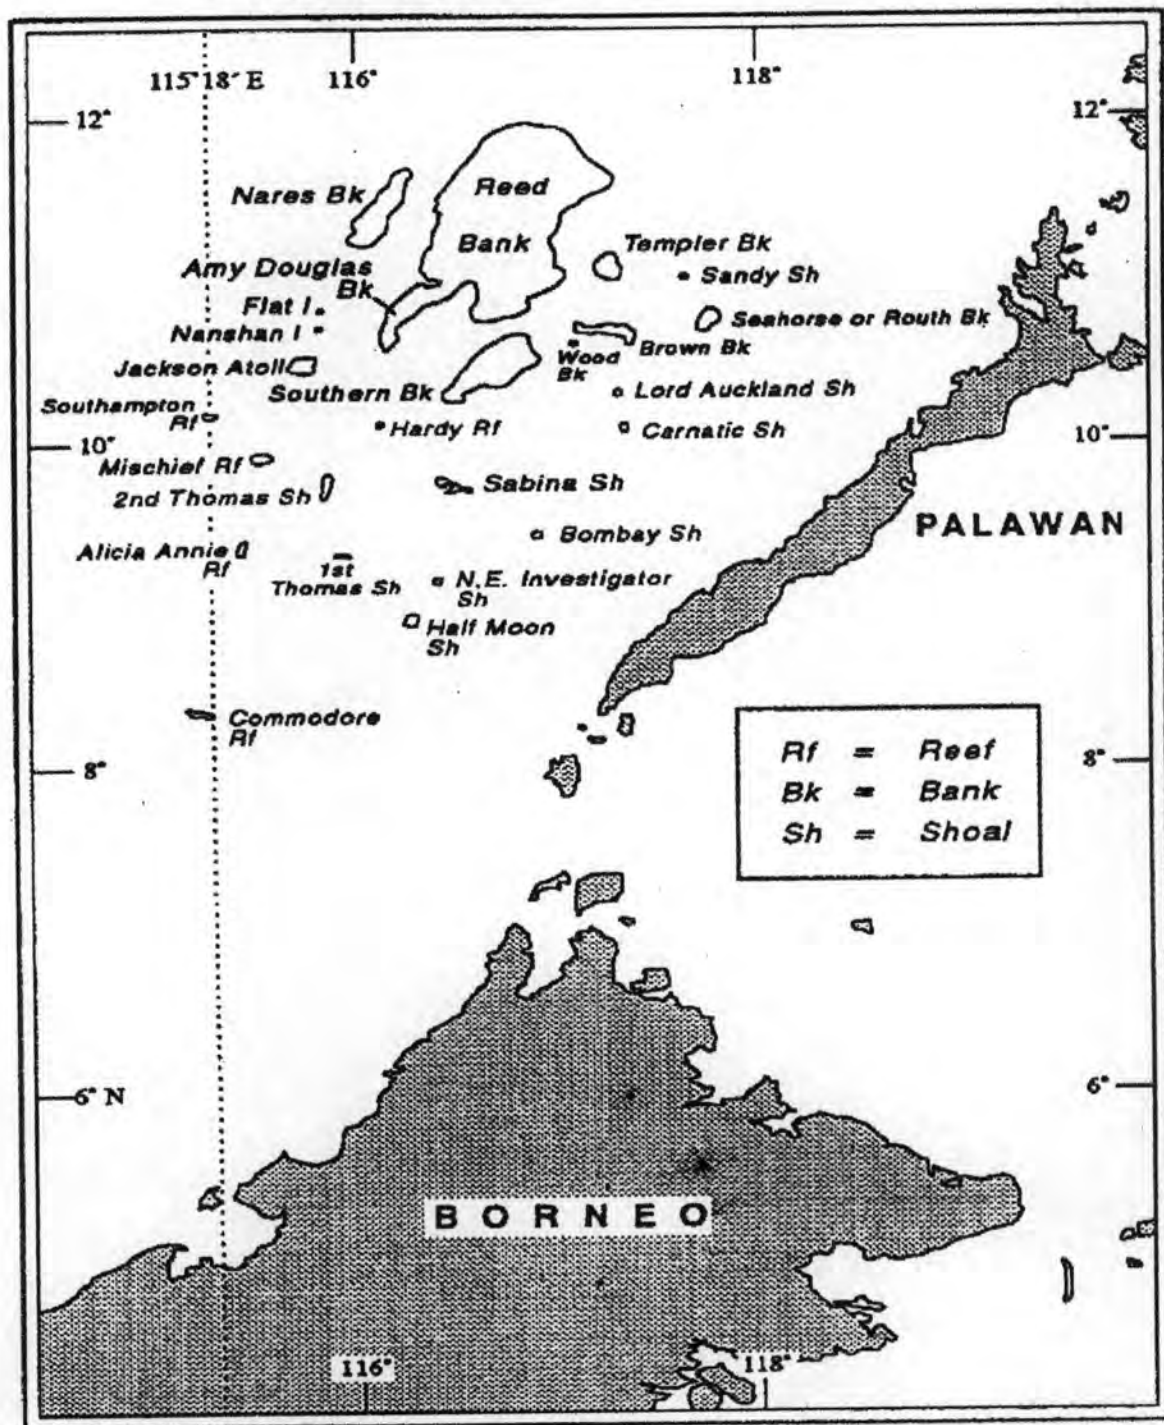 115°18′ E 116° 118°
12° 12°
Nares Bk
Reed
Bank
Amy Douglas
Bk
Templer Bk
Sandy Sh
Flat I
Nanshan I
Seahorse or Routh Bk
Wood
Bk
Brown Bk
Jackson Atoll
Southern Bk
Lord Auckland Sh
Southampton
Rf
Hardy Rf
Carnatic Sh
10° 10°
Mischief Rf
2nd Thomas Sh
Sabina Sh
PALAWAN
Bombay Sh
Alicia Annie
Rf
1st
Thomas Sh
N.E. Investigator
Sh
Half Moon
Sh
Commodore
Rf
8° 8°
Rf = Reef
Bk = Bank
Sh = Shoal
6° N 6°
BORNEO
116° 118°